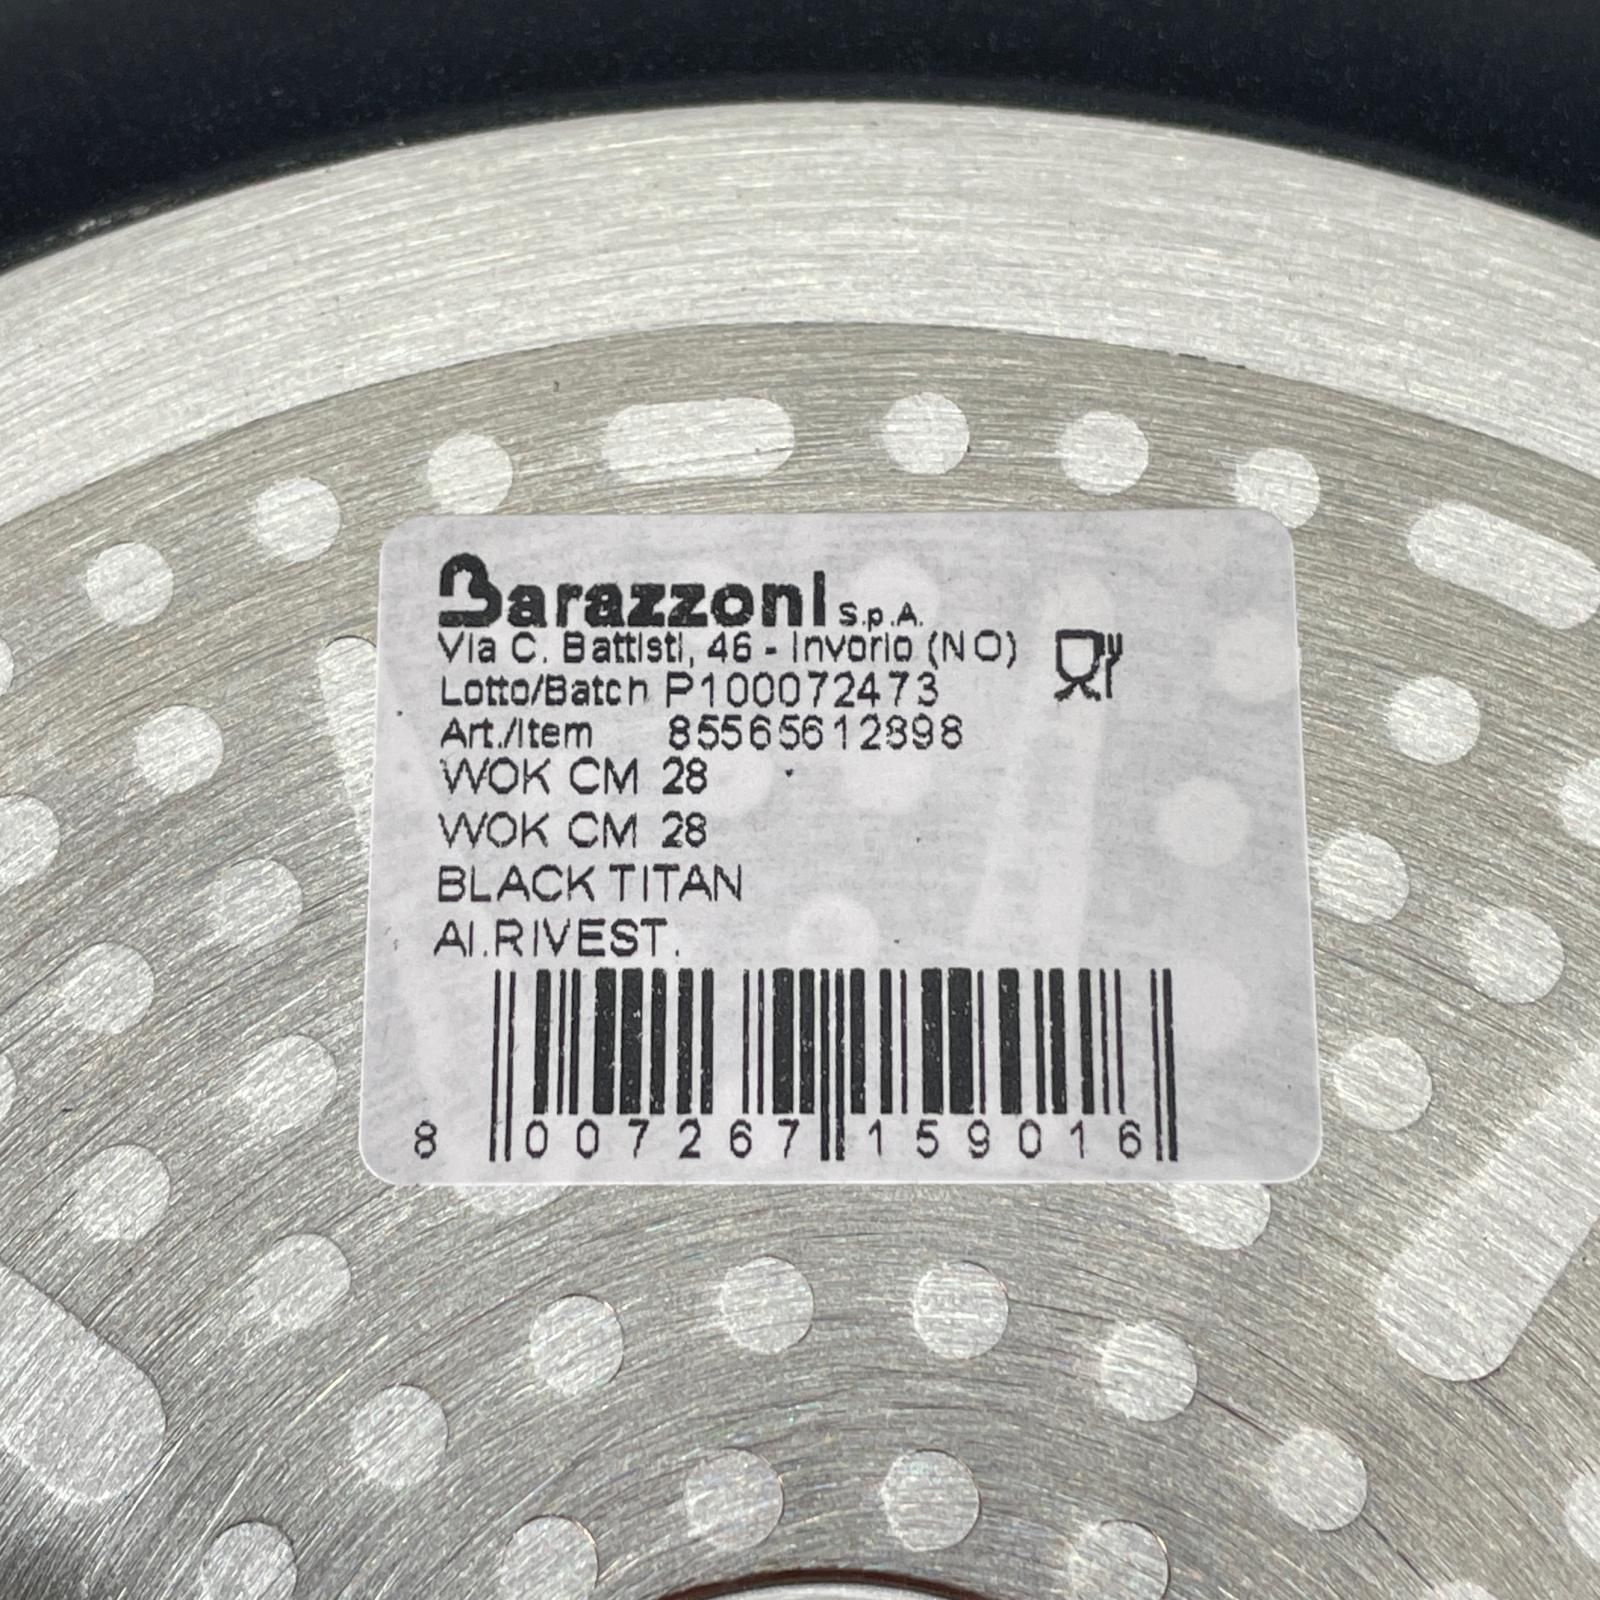 Barazzoni S.p.A.
Via C. Battisti, 46 - Invorio (NO)
Lotto/Batch P100072473
Art./Item 85565612898
WOK CM 28
WOK CM 28
BLACK TITAN
Al.RIVEST.
8 007267 159016